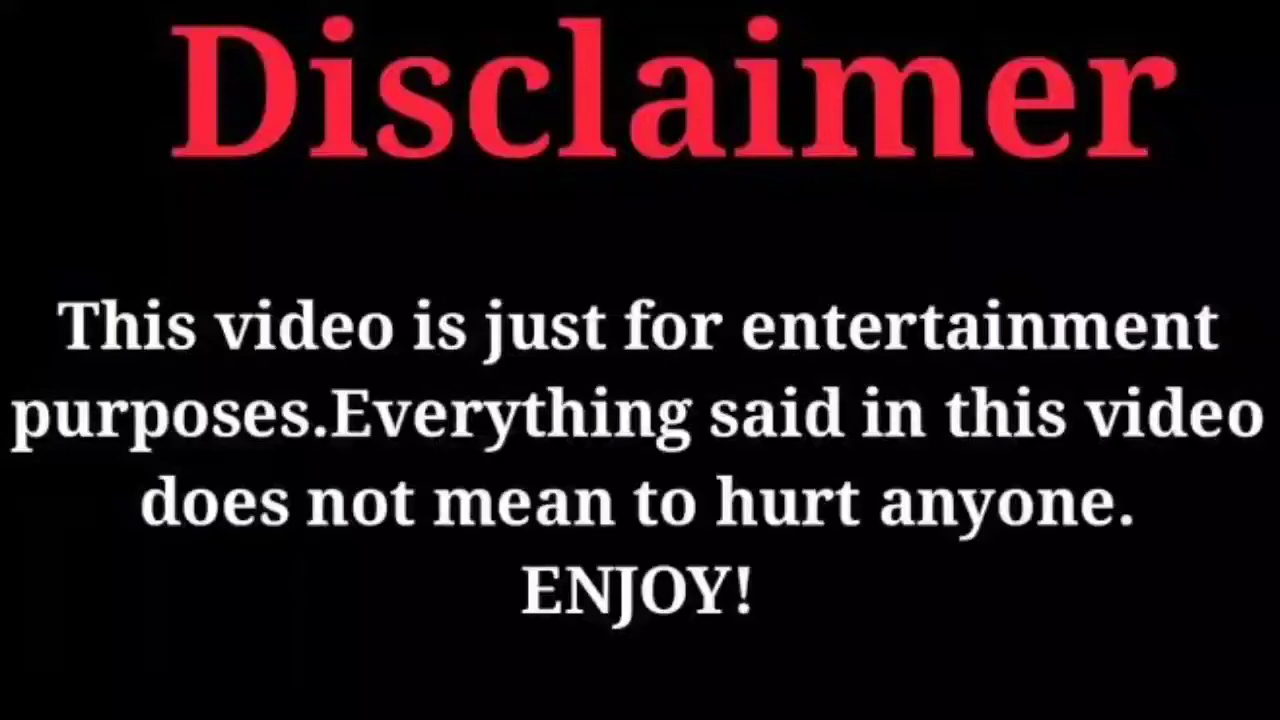 Disclaimer
This video is just for entertainment
purposes.Everything said in this video
does not mean to hurt anyone.
ENJOY!